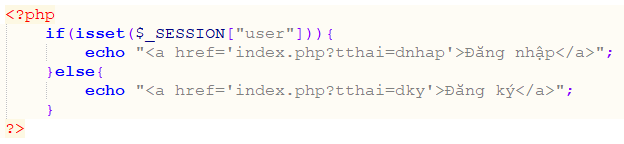 <?php
    if(isset($_SESSION["user"])){
        echo "<a href='index.php?tthai=dnhap'>Đăng nhập</a>";
    }else{
        echo "<a href='index.php?tthai=dky'>Đăng ký</a>";
    }
?>